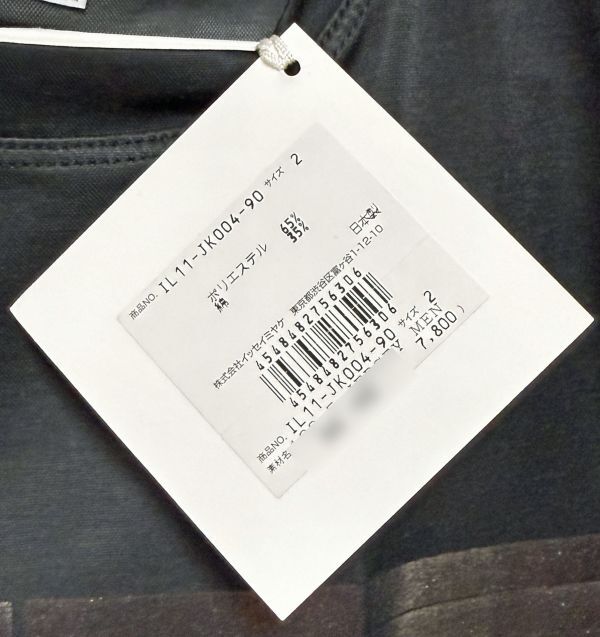 商品NO. IL11-JK004-90 サイズ 2
ポリエステル 65%
綿 35%
日本製
株式会社イッセイミヤケ 東京都渋谷区富ヶ谷1-12-10
4548482756306
4548482756306
商品NO. IL11-JK004-90 サイズ 2
素材名 MEN
7,800)